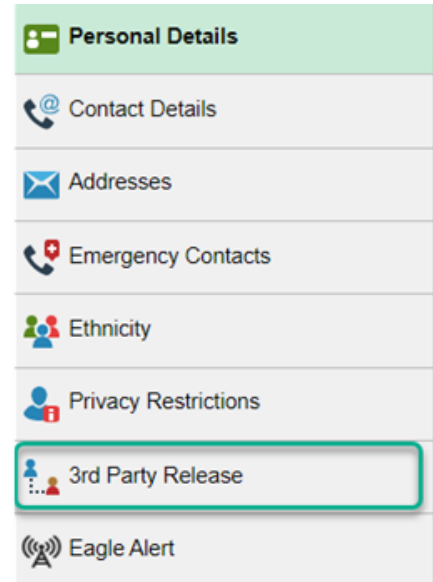 Personal Details
Contact Details
Addresses
Emergency Contacts
Ethnicity
Privacy Restrictions
3rd Party Release
Eagle Alert